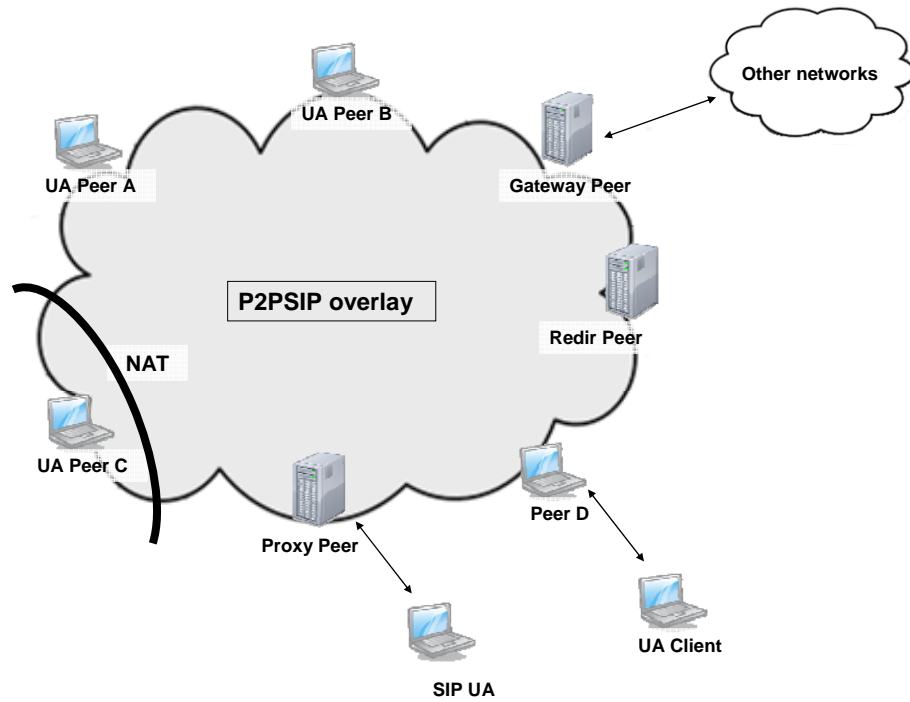 Other networks
UA Peer B
UA Peer A
Gateway Peer
P2PSIP overlay
Redir Peer
NAT
UA Peer C
Peer D
Proxy Peer
UA Client
SIP UA